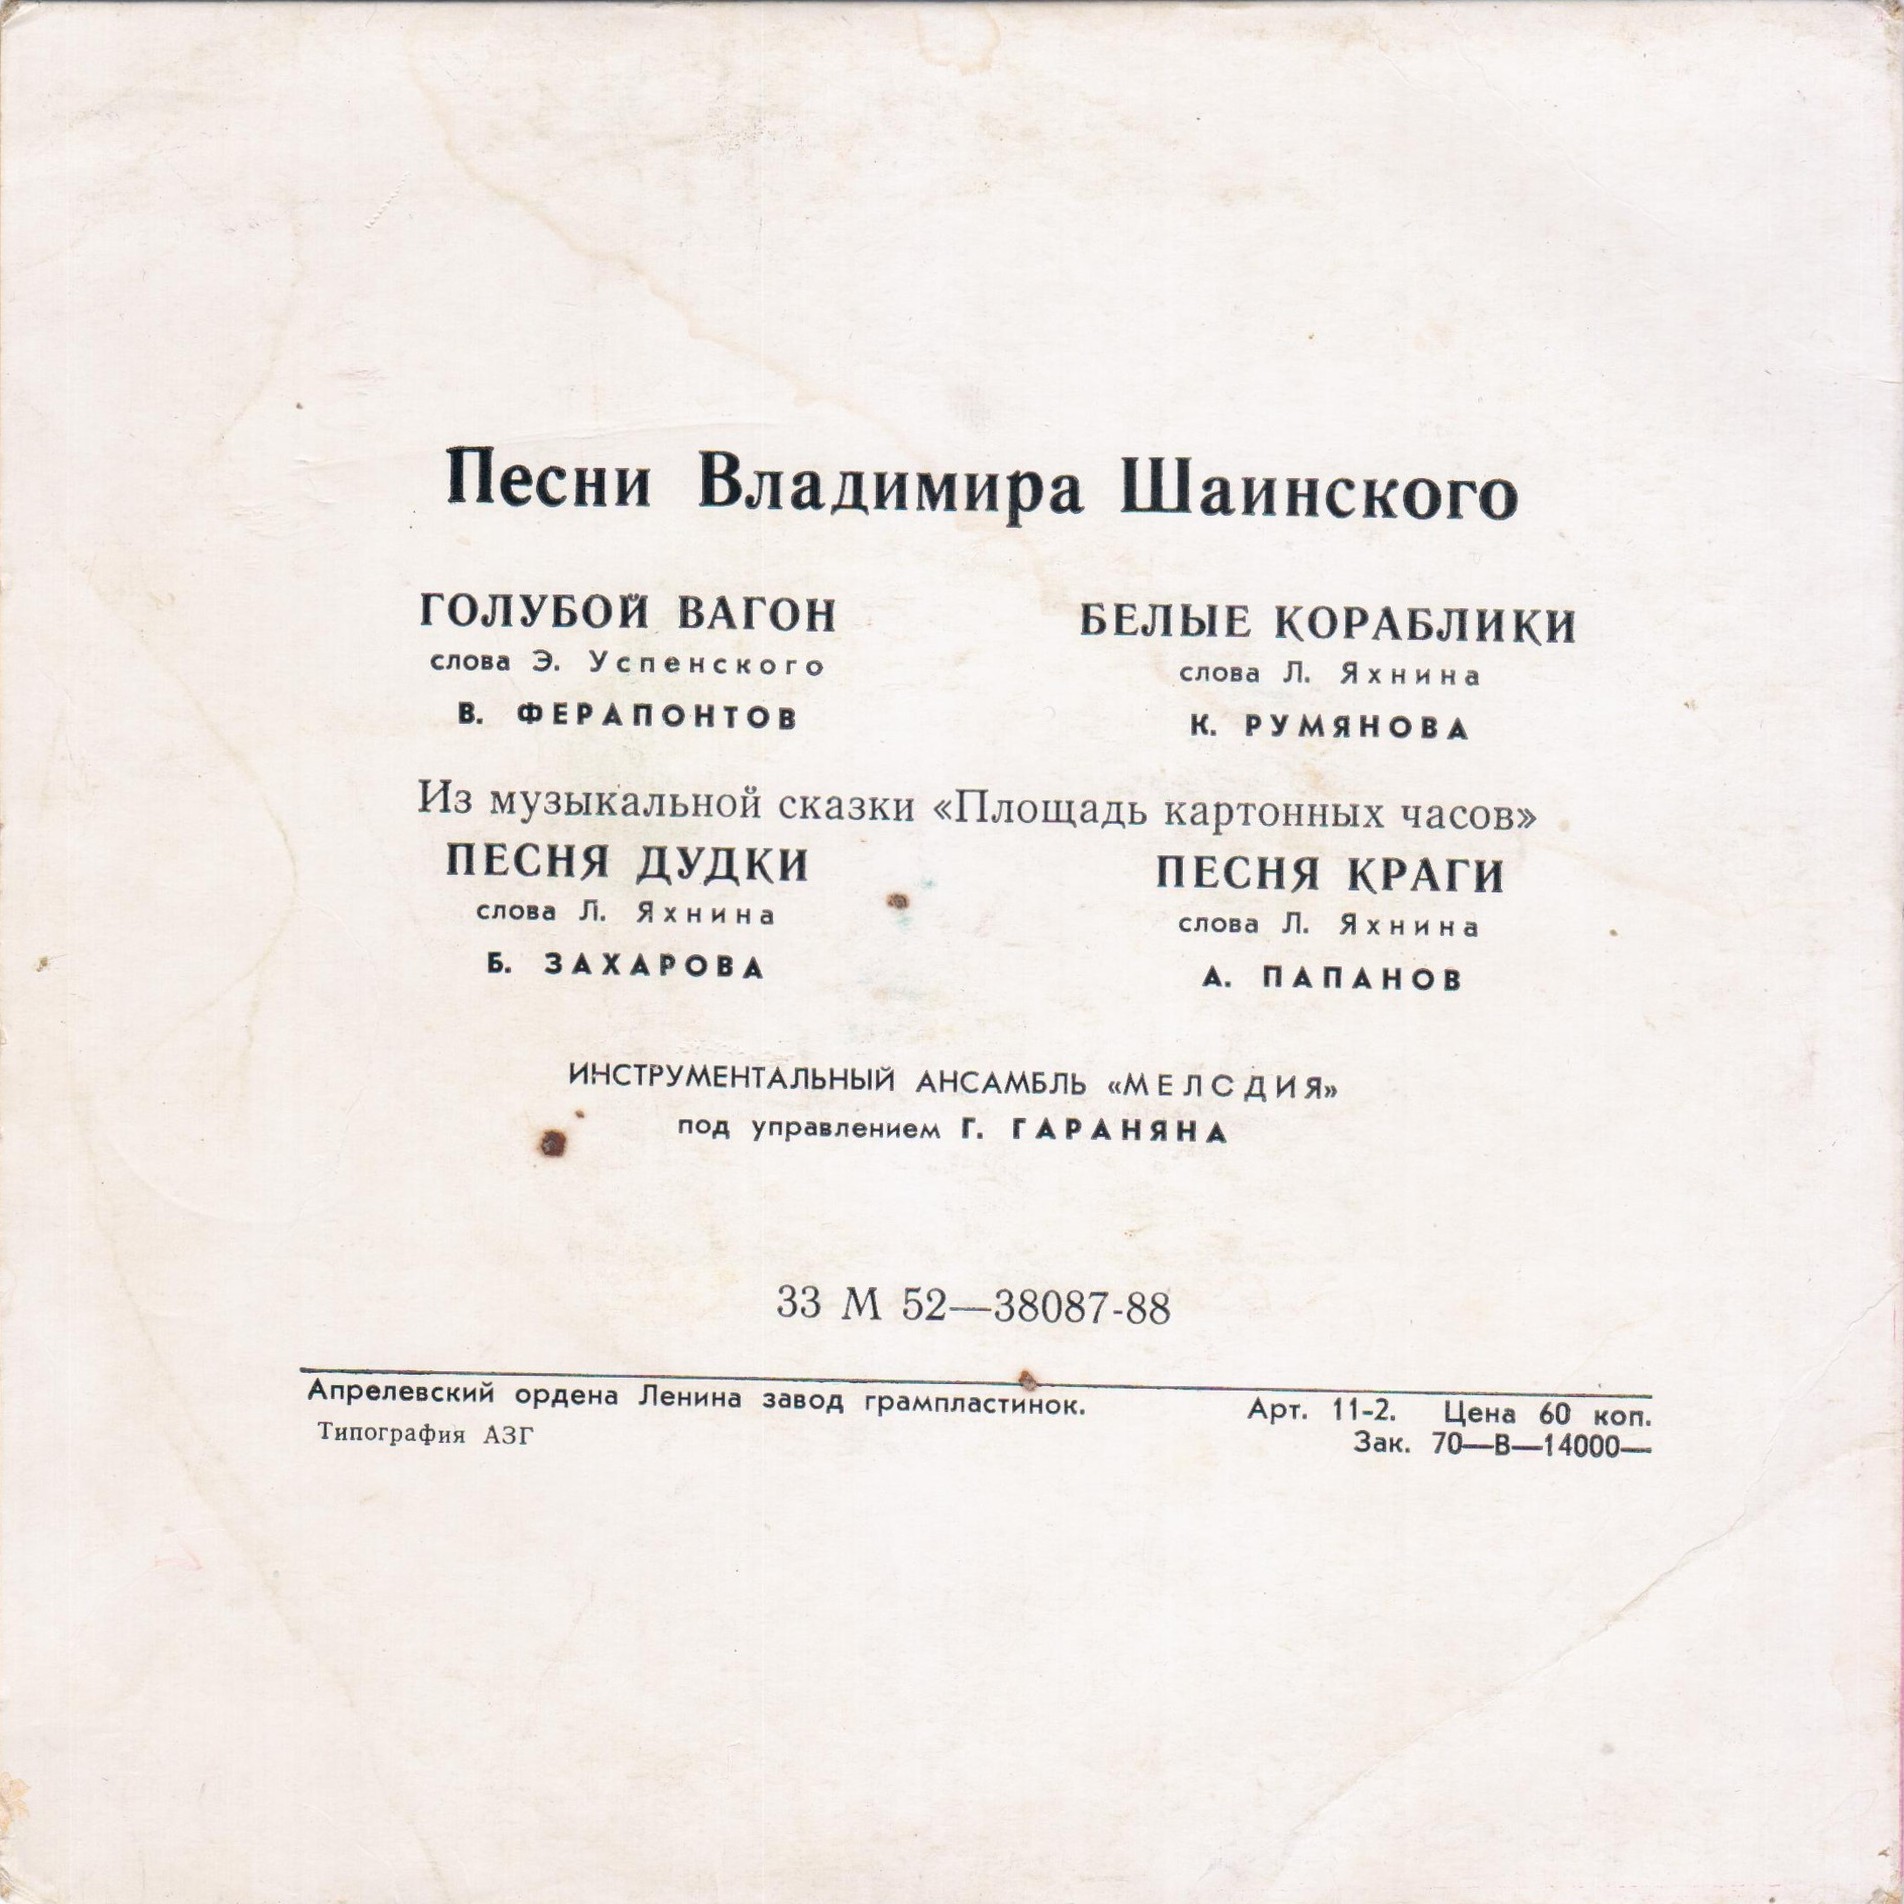 Песни Владимира Шаинского
ГОЛУБОЙ ВАГОН
слова Э. Успенского
В. ФЕРАПОНТОВ
БЕЛЫЕ КОРАБЛИКИ
слова Л. Яхнина
К. РУМЯНОВА
Из музыкальной сказки «Площадь картонных часов»
ПЕСНЯ ДУДКИ
слова Л. Яхнина
Б. ЗАХАРОВА
ПЕСНЯ КРАГИ
слова Л. Яхнина
А. ПАПАНОВ
ИНСТРУМЕНТАЛЬНЫЙ АНСАМБЛЬ «МЕЛОДИЯ»
под управлением Г. ГАРАНЯНА
33 М 52—38087-88
Апрелевский ордена Ленина завод грампластинок.
Типография АЗГ
Арт. 11-2. Цена 60 коп.
Зак. 70—В—14000—